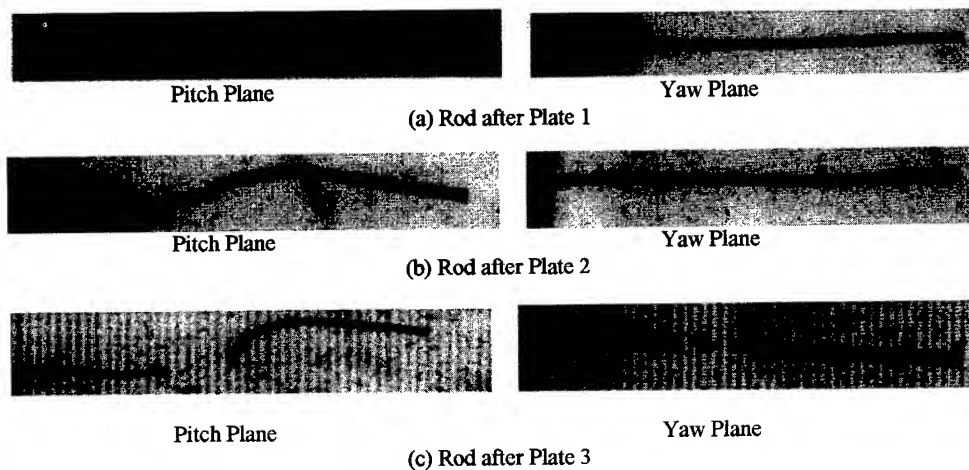 Pitch Plane
Yaw Plane
(a) Rod after Plate 1
Pitch Plane
Yaw Plane
(b) Rod after Plate 2
Pitch Plane
Yaw Plane
(c) Rod after Plate 3